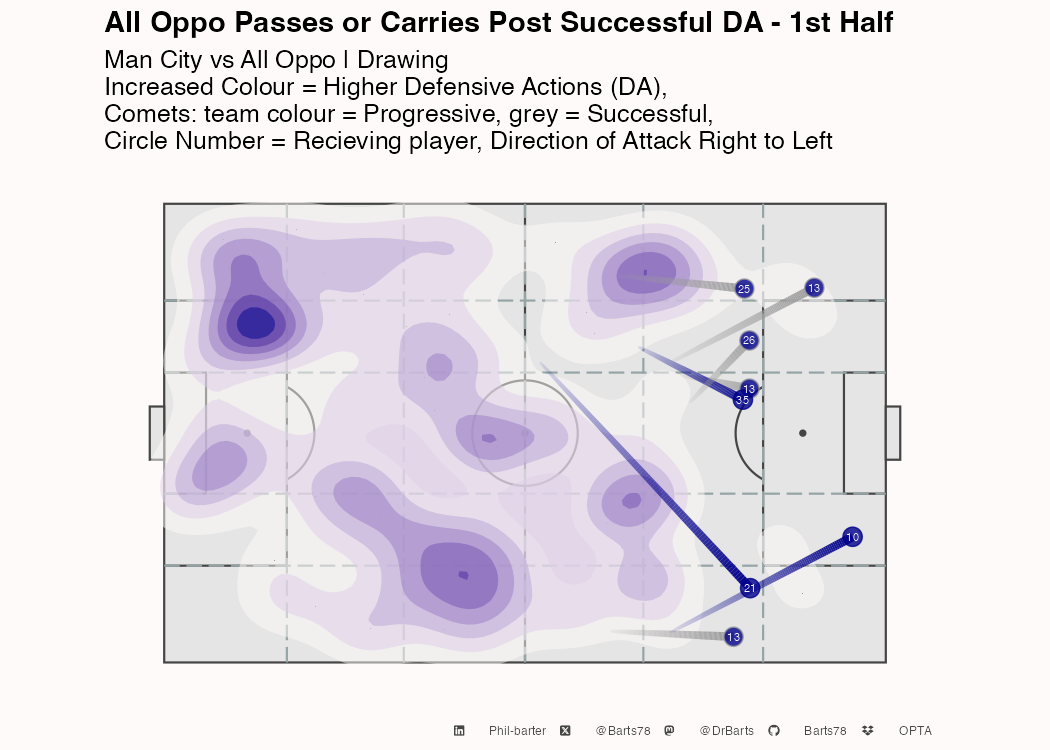 All Oppo Passes or Carries Post Successful DA - 1st Half
Man City vs All Oppo | Drawing
Increased Colour = Higher Defensive Actions (DA),
Comets: team colour = Progressive, grey = Successful,
Circle Number = Recieving player, Direction of Attack Right to Left
25
13
26
13
35
10
21
13
Phil-barter @Barts78 @DrBarts Barts78 OPTA